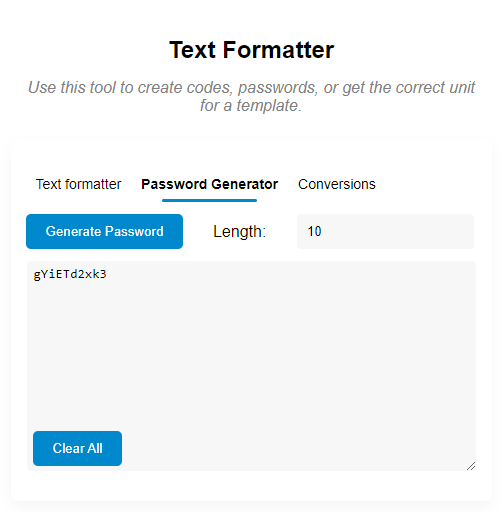 Text Formatter
Use this tool to create codes, passwords, or get the correct unit
for a template.
Text formatter Password Generator Conversions
Generate Password Length: 10
gYiETd2xk3
Clear All